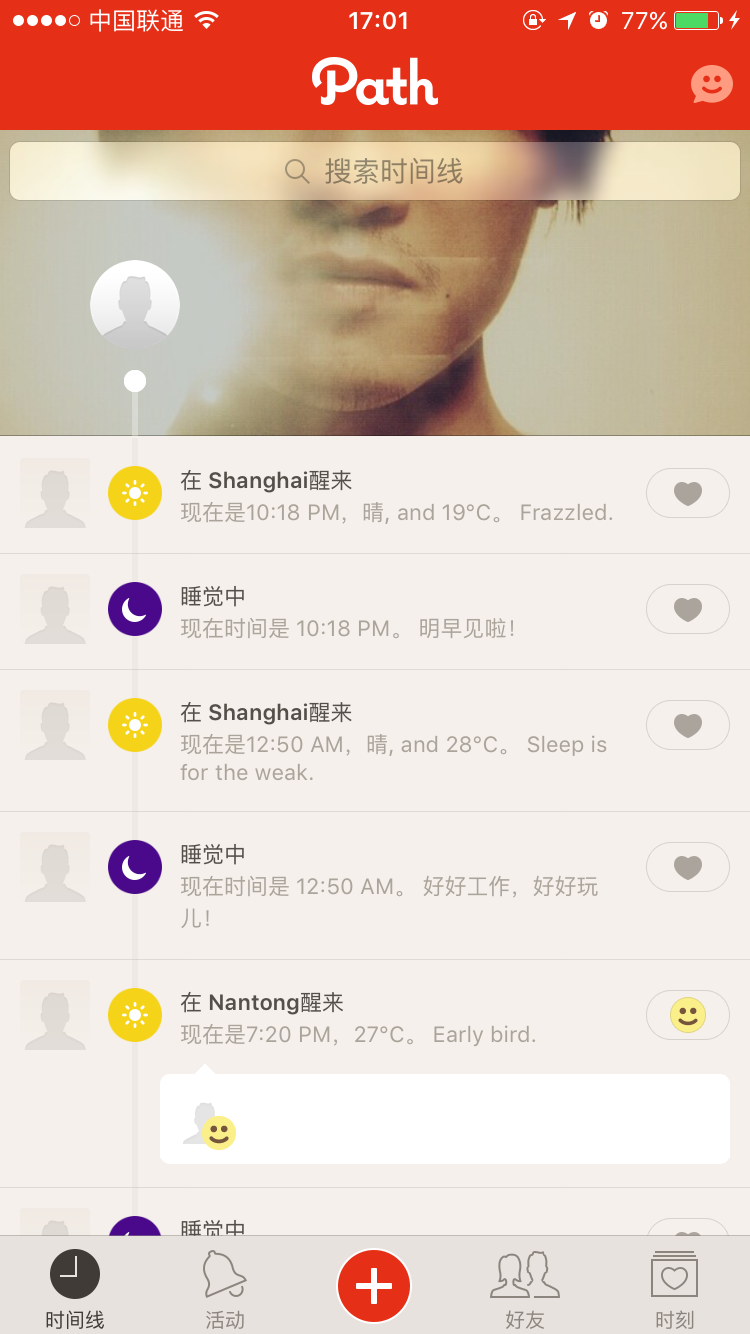 中国联通 17:01 77%
Path
搜索时间线
在 Shanghai醒来
现在是10:18 PM，晴, and 19°C。 Frazzled.
睡觉中
现在时间是 10:18 PM。 明早见啦！
在 Shanghai醒来
现在是12:50 AM，晴, and 28°C。 Sleep is
for the weak.
睡觉中
现在时间是 12:50 AM。 好好工作，好好玩
儿！
在 Nantong醒来
现在是7:20 PM，27°C。 Early bird.
睡觉中
时间线 活动 好友 时刻